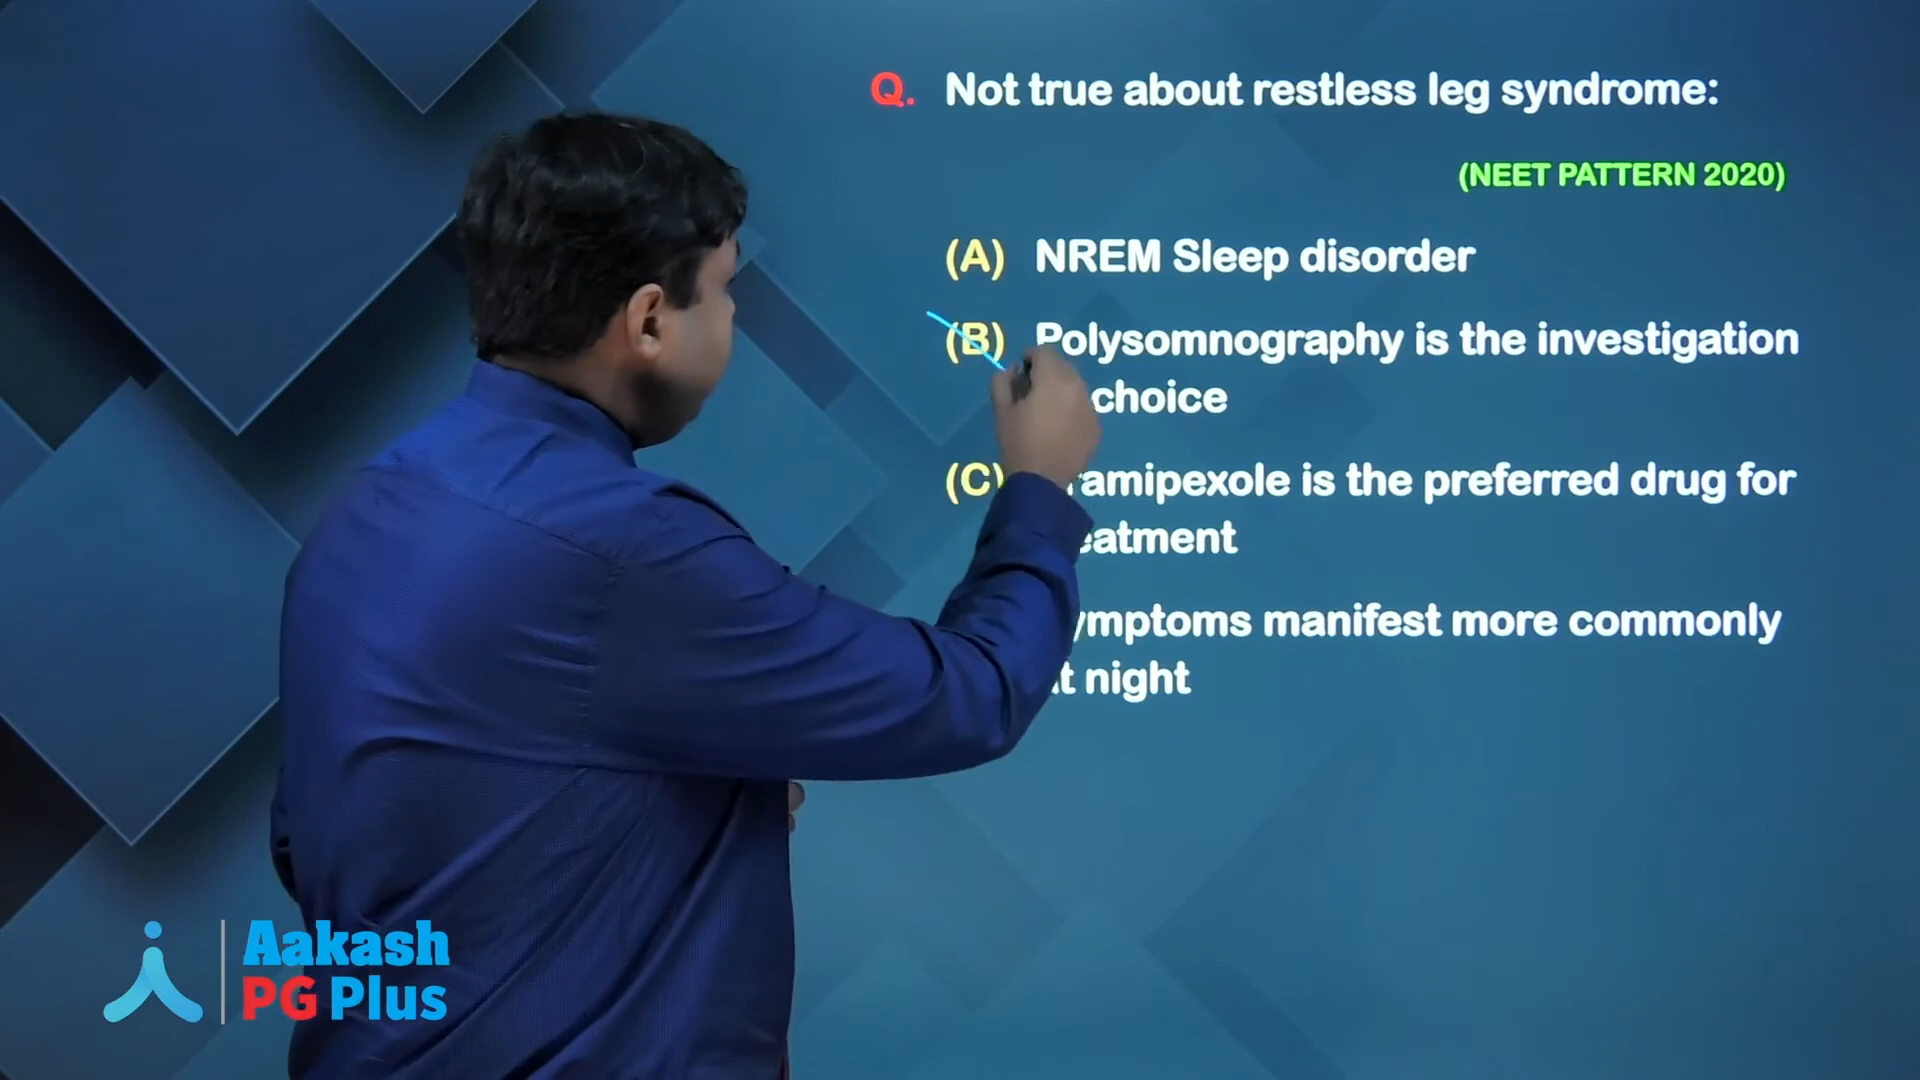 Q. Not true about restless leg syndrome:
(NEET PATTERN 2020)
(A) NREM Sleep disorder
(B) Polysomnography is the investigation
choice
(C) ramipexole is the preferred drug for
eatment
ymptoms manifest more commonly
t night
Aakash
PG Plus